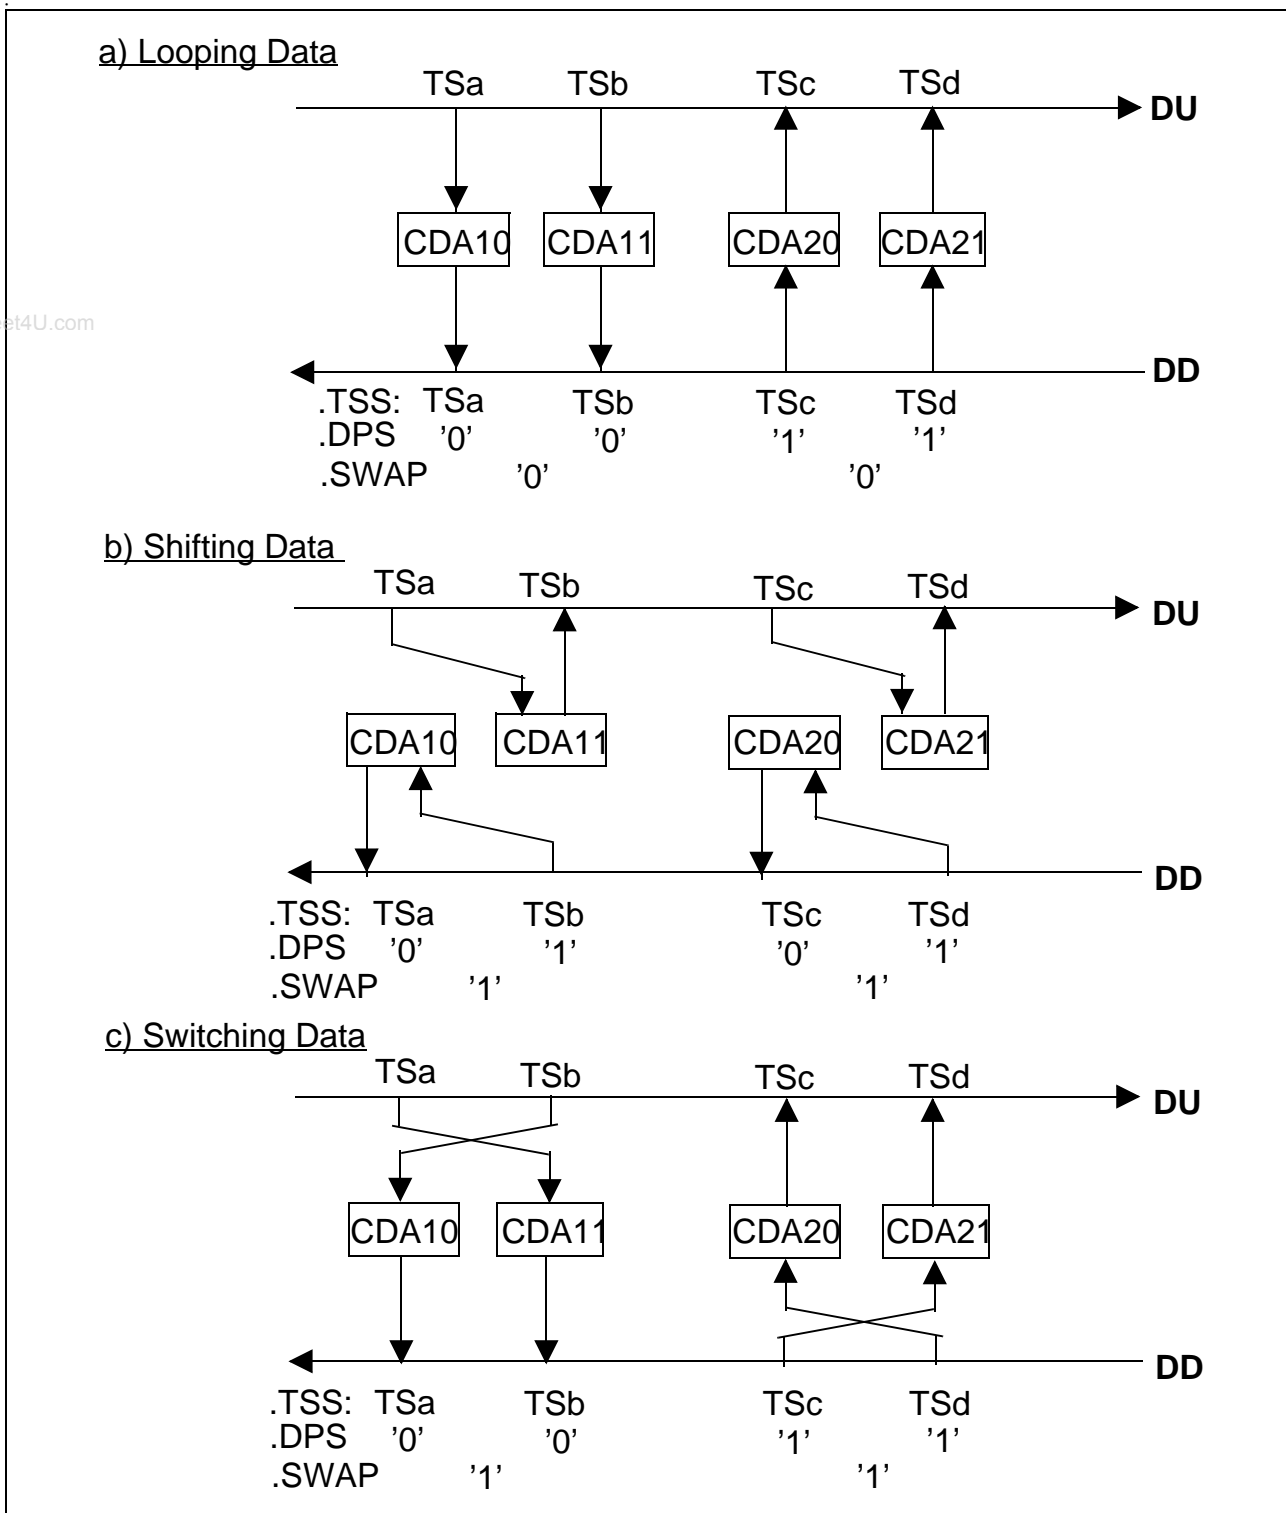 a) Looping Data
TSa TSb TSc TSd
DU
CDA10 CDA11 CDA20 CDA21
et4U.com
DD
.TSS: TSa TSb TSc TSd
.DPS '0' '0' '1' '1'
.SWAP '0' '0'
b) Shifting Data
TSa TSb TSc TSd
DU
CDA10 CDA11 CDA20 CDA21
DD
.TSS: TSa TSb TSc TSd
.DPS '0' '1' '0' '1'
.SWAP '1' '1'
c) Switching Data
TSa TSb TSc TSd
DU
CDA10 CDA11 CDA20 CDA21
DD
.TSS: TSa TSb TSc TSd
.DPS '0' '0' '1' '1'
.SWAP '1' '1'